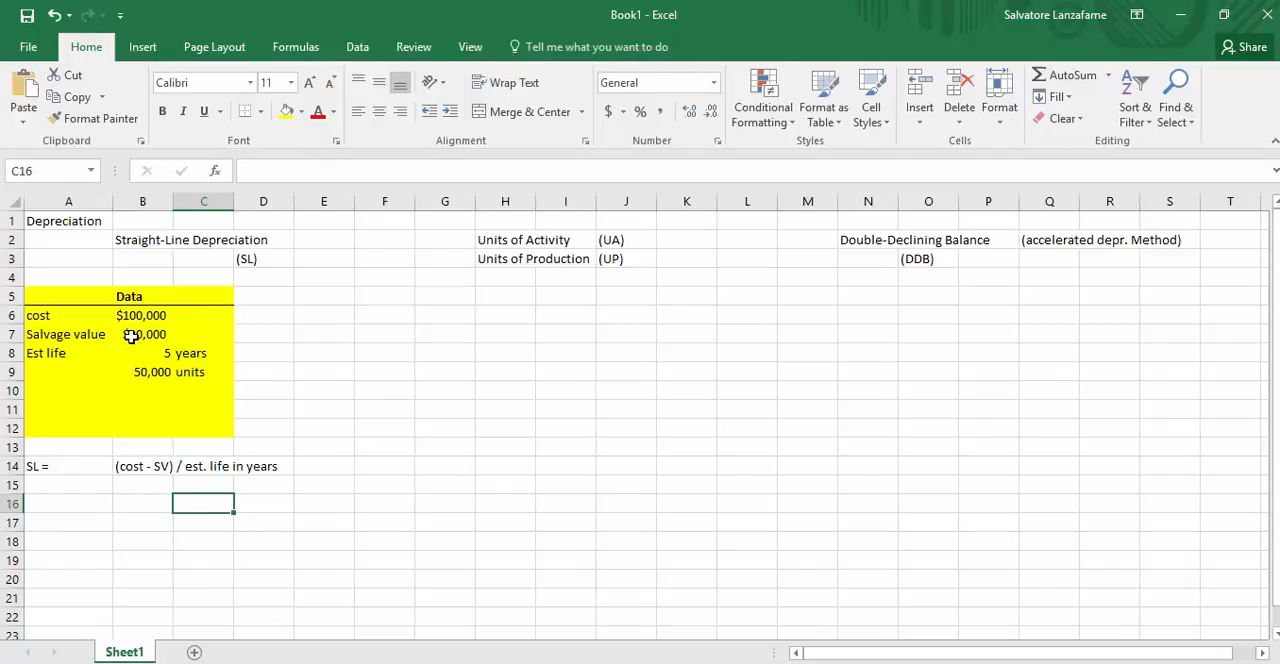 Book1 - Excel
Salvatore Lanzafame
File Home Insert Page Layout Formulas Data Review View Tell me what you want to do Share
Paste
Cut
Copy
Format Painter
Clipboard
Calibri 11
B I U
Font
Wrap Text
Merge & Center
Alignment
General
$ % ,
Number
Conditional Formatting
Format as Table
Cell Styles
Styles
Insert Delete Format
Cells
AutoSum
Fill
Clear
Sort & Filter
Find & Select
Editing
C16 fx
A B C D E F G H I J K L M N O P Q R S T
1 Depreciation
2 Straight-Line Depreciation Units of Activity (UA) Double-Declining Balance (accelerated depr. Method)
3 (SL) Units of Production (UP) (DDB)
4
5 Data
6 cost $100,000
7 Salvage value
8 Est life 5 years
9 50,000 units
10
11
12
13
14 SL = (cost - SV) / est. life in years
15
16
17
18
19
20
21
22
23
Sheet1